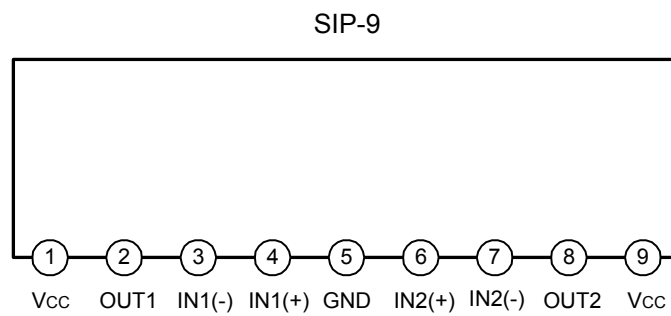 SIP-9
1 2 3 4 5 6 7 8 9
Vcc OUT1 IN1(-) IN1(+) GND IN2(+) IN2(-) OUT2 Vcc